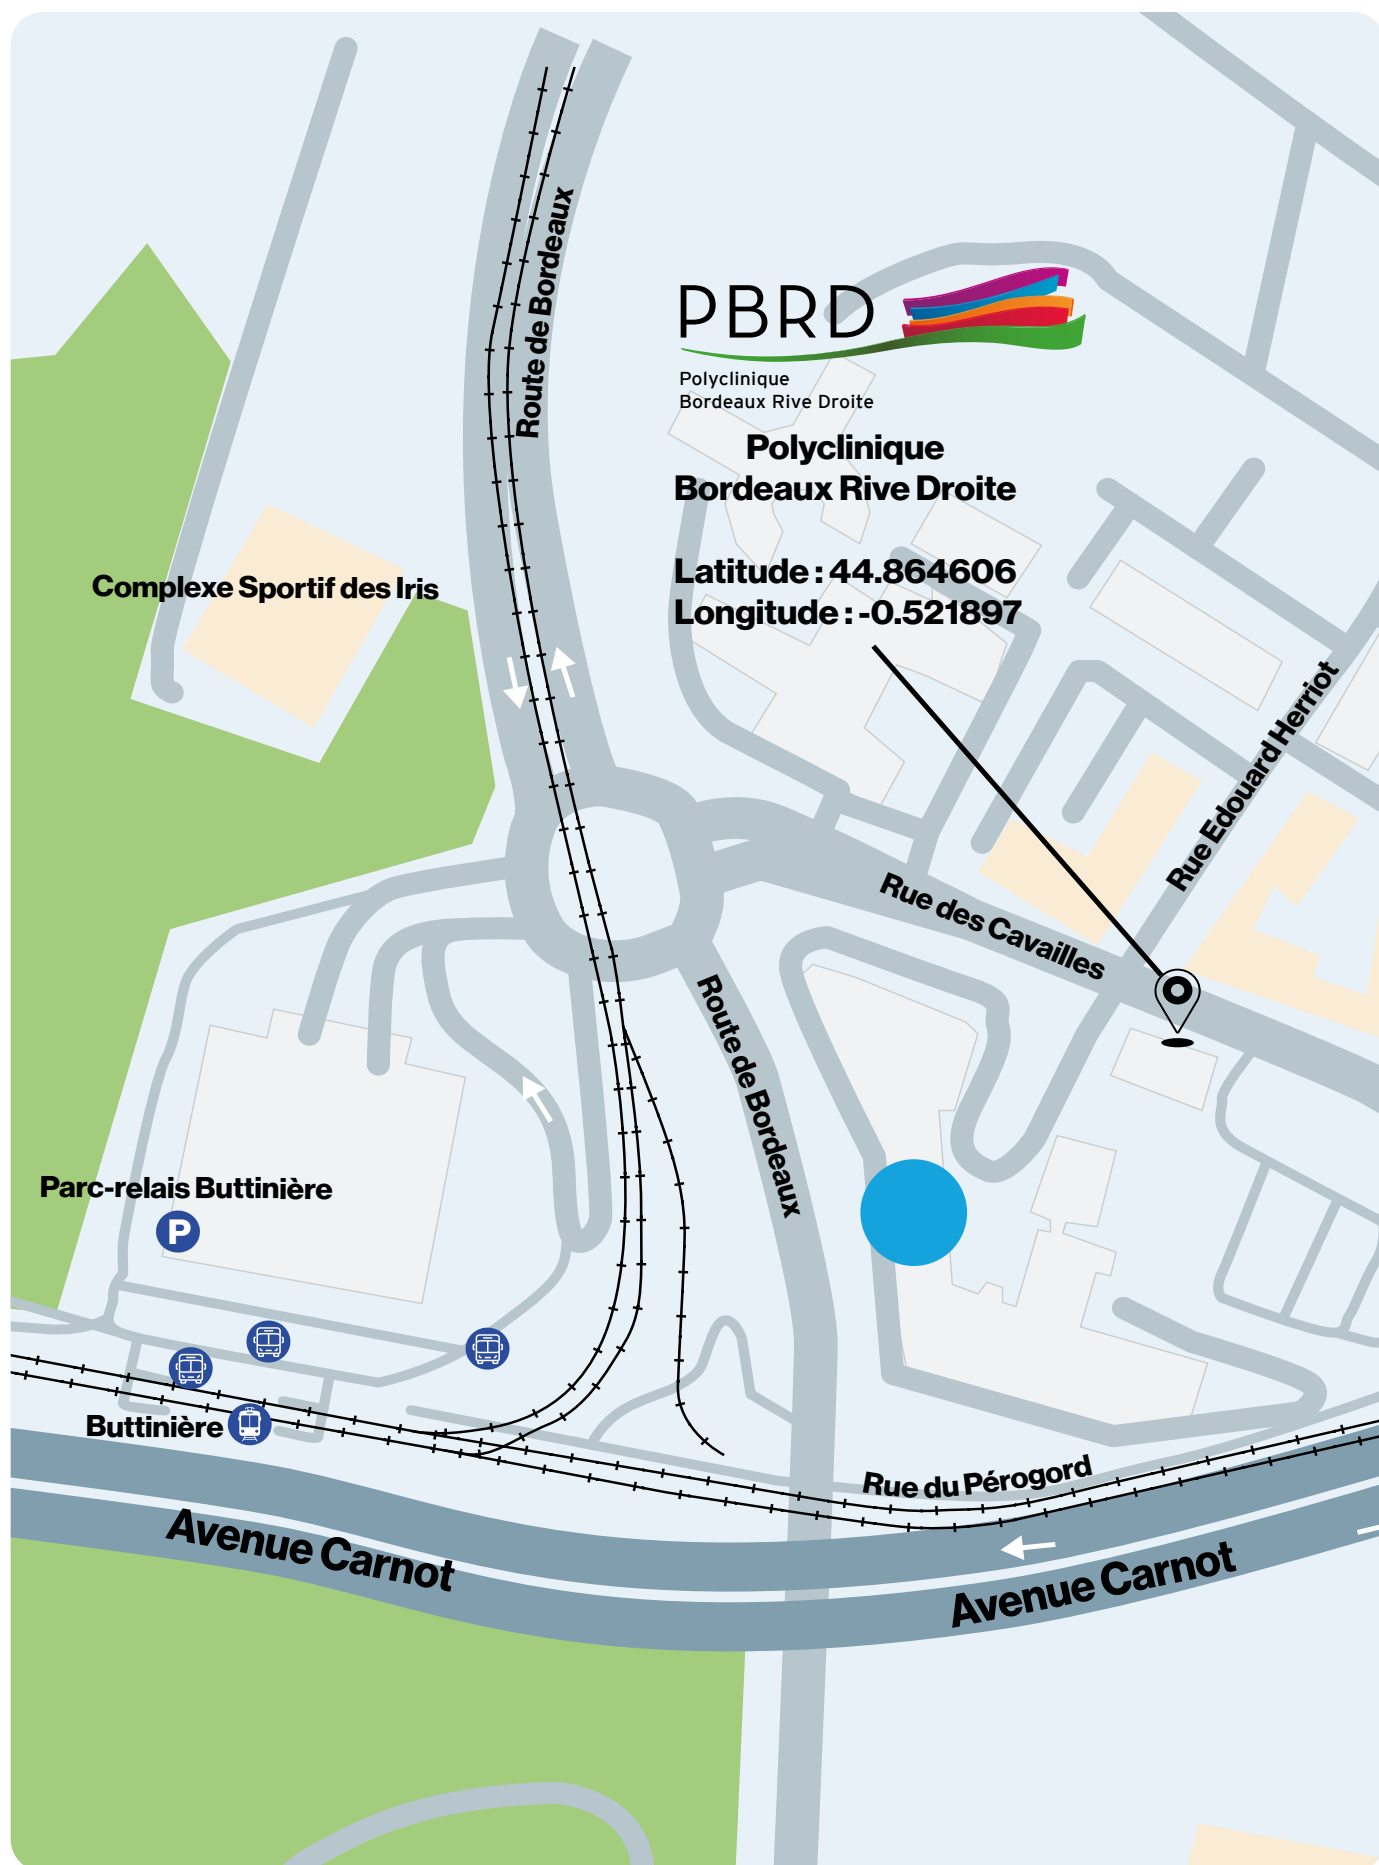 Route de Bordeaux
PBRD
Polyclinique
Bordeaux Rive Droite
Polyclinique
Bordeaux Rive Droite
Latitude : 44.864606
Longitude : -0.521897
Complexe Sportif des Iris
Rue Edouard Herriot
Rue des Cavailles
Route de Bordeaux
Parc-relais Buttinière
P
Buttinière
Rue du Pérogord
Avenue Carnot
Avenue Carnot